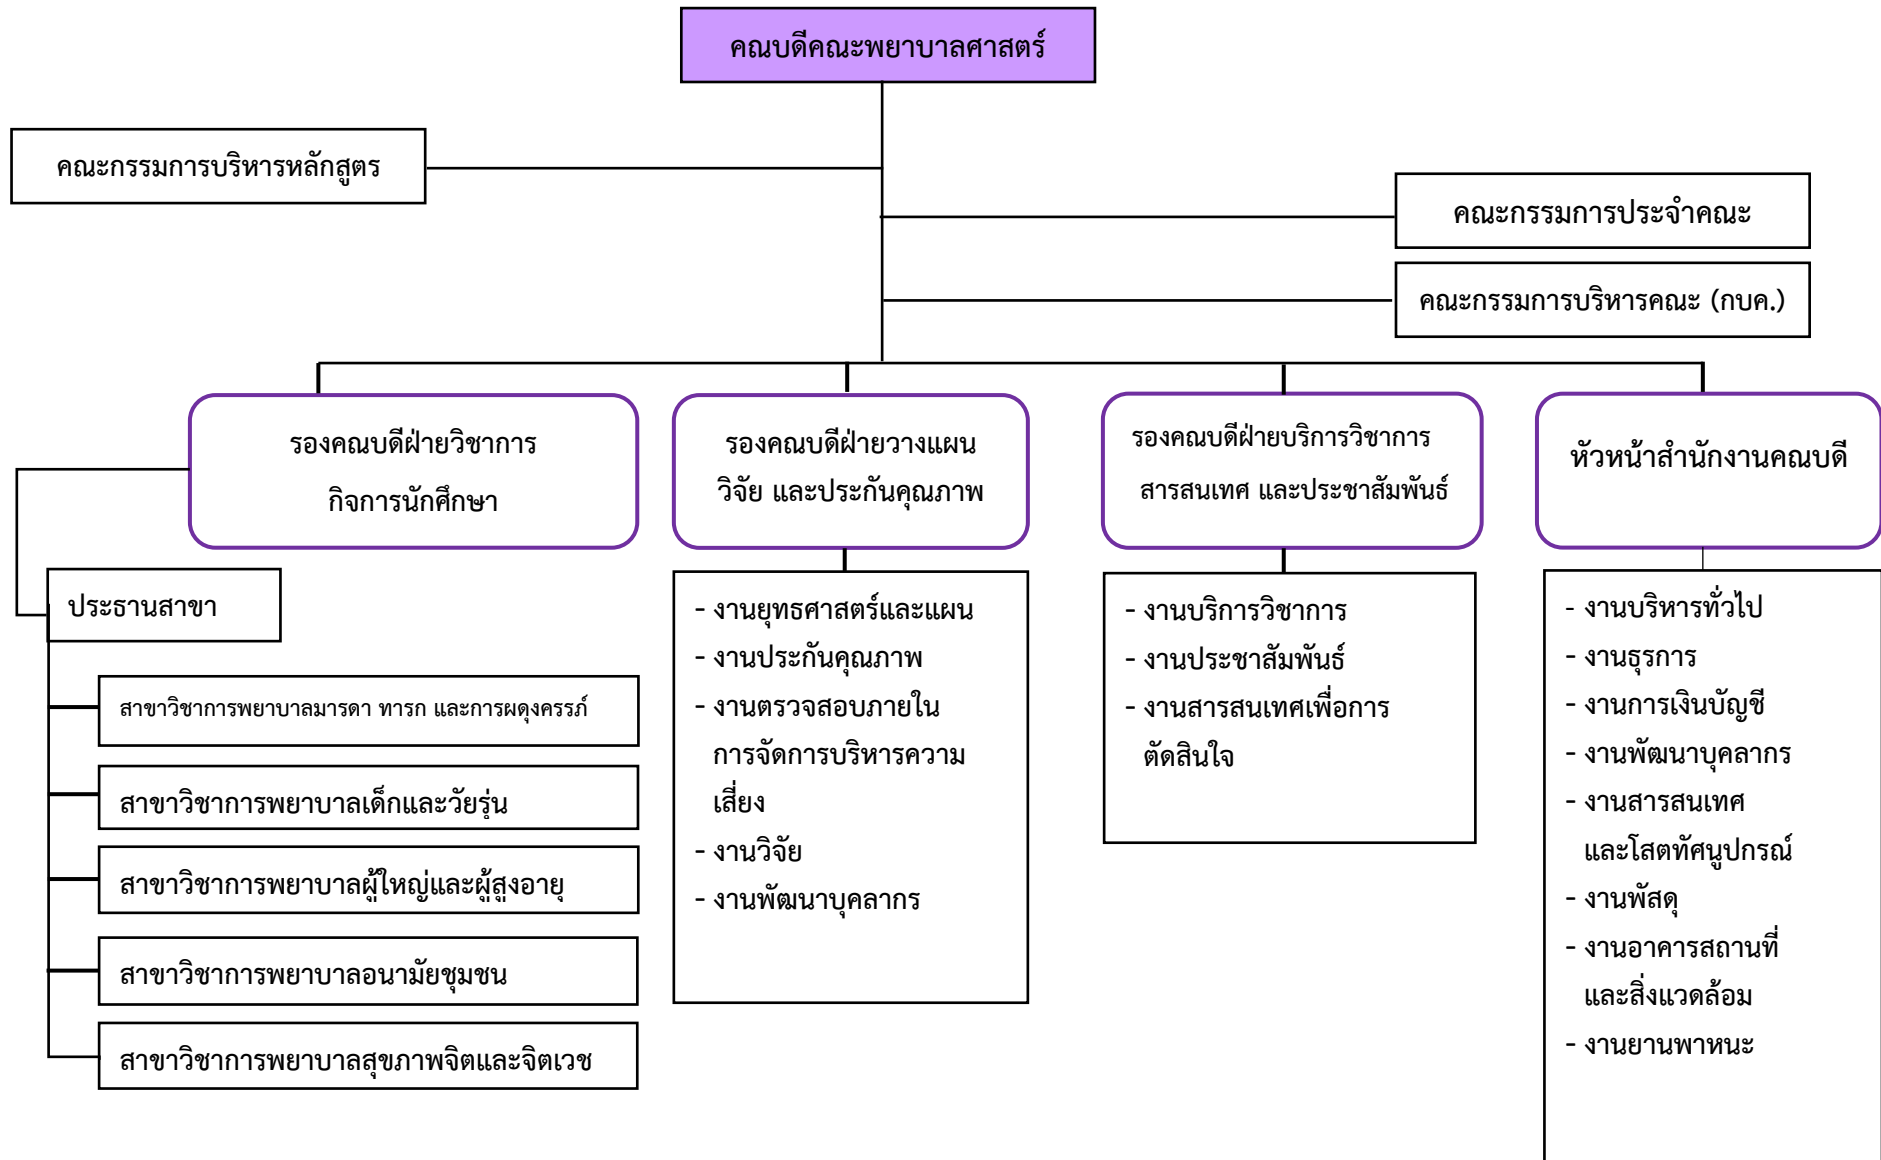 คณบดีคณะพยาบาลศาสตร์
คณะกรรมการบริหารหลักสูตร
คณะกรรมการประจำคณะ
คณะกรรมการบริหารคณะ (กบค.)
รองคณบดีฝ่ายวิชาการ
กิจการนักศึกษา
รองคณบดีฝ่ายวางแผน
วิจัย และประกันคุณภาพ
รองคณบดีฝ่ายบริการวิชาการ
สารสนเทศ และประชาสัมพันธ์
หัวหน้าสำนักงานคณบดี
ประธานสาขา
สาขาวิชาการพยาบาลมารดา ทารก และการผดุงครรภ์
สาขาวิชาการพยาบาลเด็กและวัยรุ่น
สาขาวิชาการพยาบาลผู้ใหญ่และผู้สูงอายุ
สาขาวิชาการพยาบาลอนามัยชุมชน
สาขาวิชาการพยาบาลสุขภาพจิตและจิตเวช
- งานยุทธศาสตร์และแผน
- งานประกันคุณภาพ
- งานตรวจสอบภายใน
การจัดการบริหารความ
เสี่ยง
- งานวิจัย
- งานพัฒนาบุคลากร
- งานบริการวิชาการ
- งานประชาสัมพันธ์
- งานสารสนเทศเพื่อการ
ตัดสินใจ
- งานบริหารทั่วไป
- งานธุรการ
- งานการเงินบัญชี
- งานพัฒนาบุคลากร
- งานสารสนเทศ
และโสตทัศนูปกรณ์
- งานพัสดุ
- งานอาคารสถานที่
และสิ่งแวดล้อม
- งานยานพาหนะ